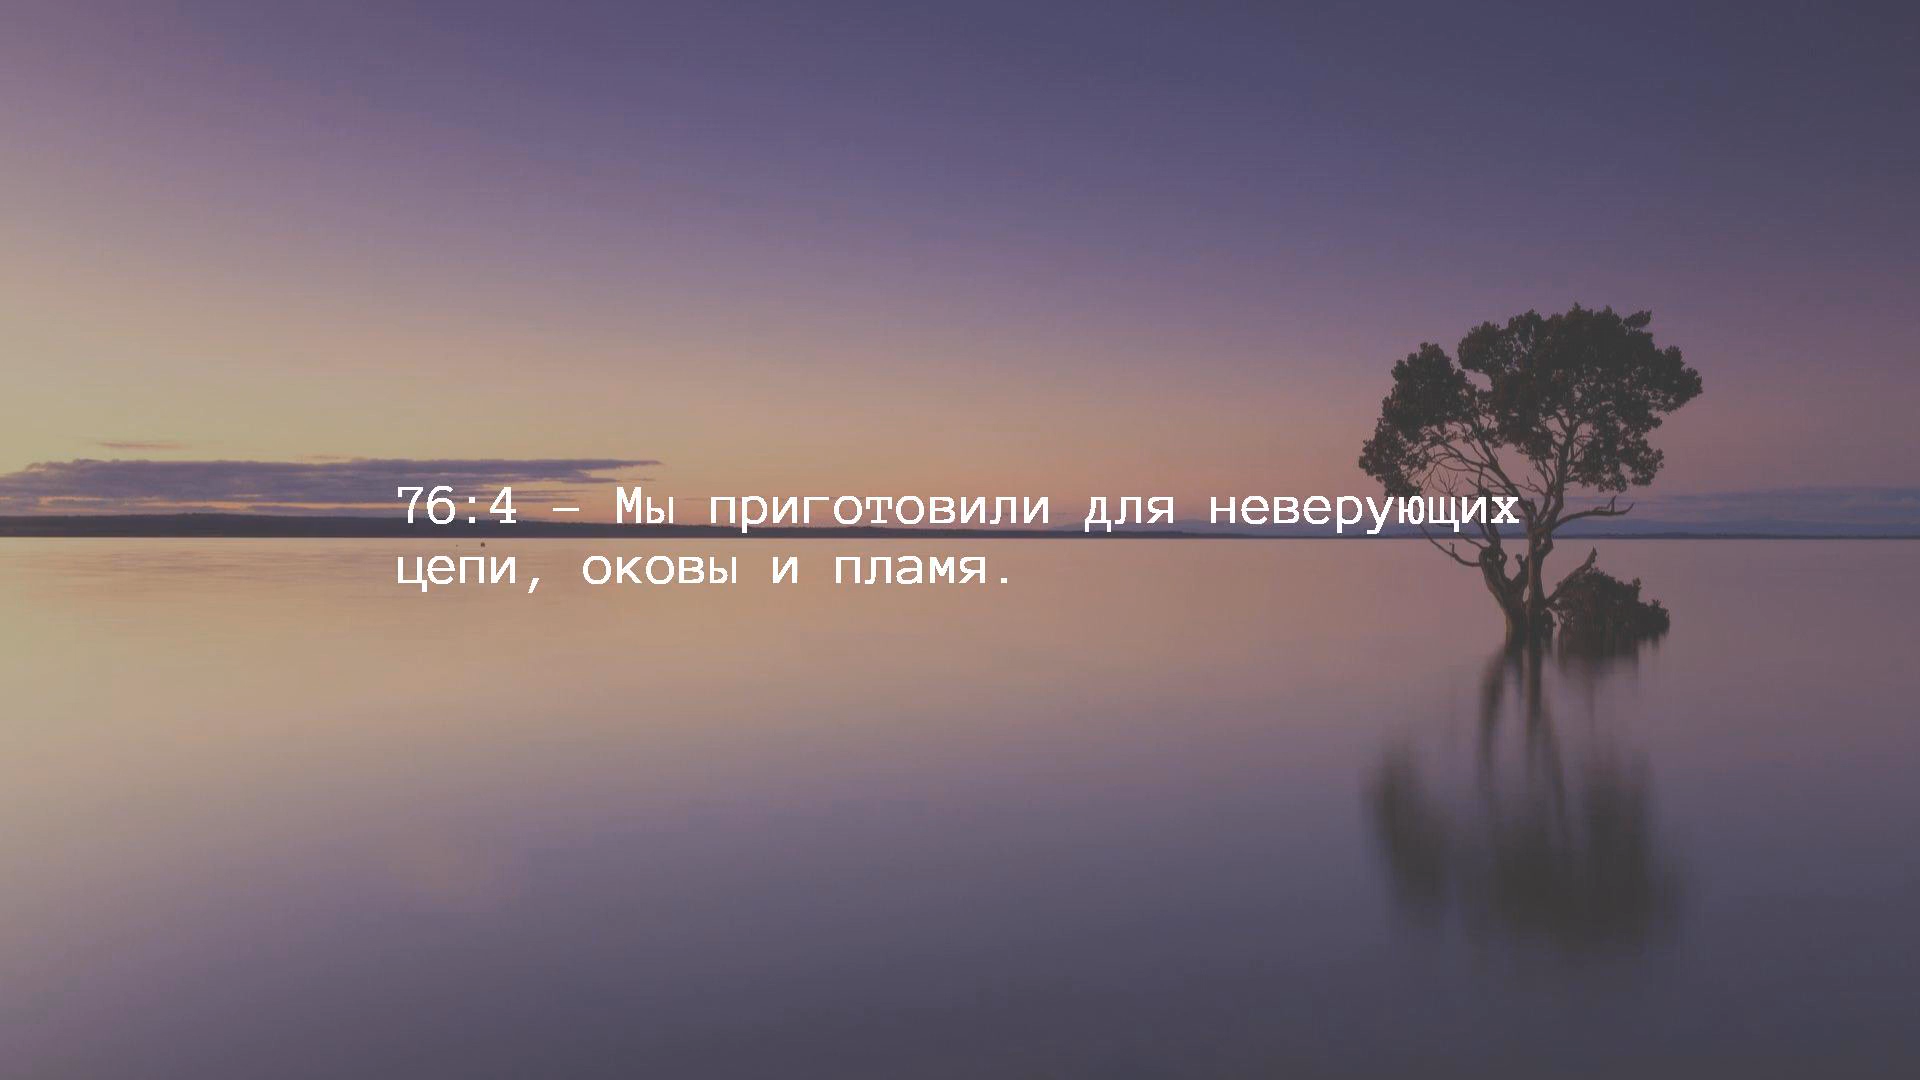 76:4 – Мы приготовили для неверующих
цепи, оковы и пламя.